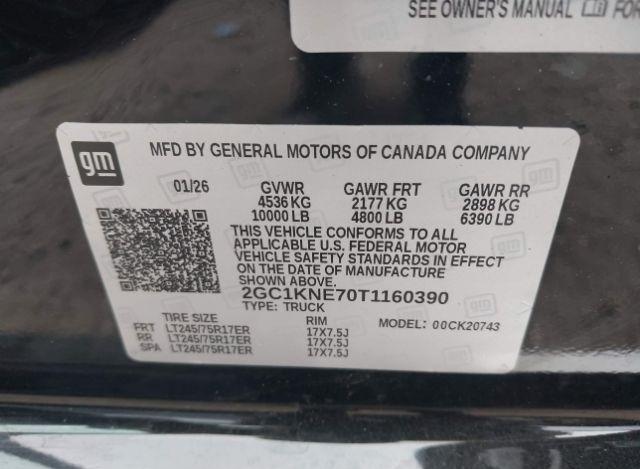 SEE OWNER'S MANUAL
FOR
gm
MFD BY GENERAL MOTORS OF CANADA COMPANY
01/26 GVWR GAWR FRT GAWR RR
4536 KG 2177 KG 2898 KG
10000 LB 4800 LB 6390 LB
THIS VEHICLE CONFORMS TO ALL
APPLICABLE U.S. FEDERAL MOTOR
VEHICLE SAFETY STANDARDS IN EFFECT
ON THE DATE OF MANUFACTURE
SHOWN ABOVE.
2GC1KNE70T1160390
TYPE: TRUCK
TIRE SIZE RIM MODEL: 00CK20743
FRT LT245/75R17ER 17X7.5J
RR LT245/75R17ER 17X7.5J
SPA LT245/75R17ER 17X7.5J